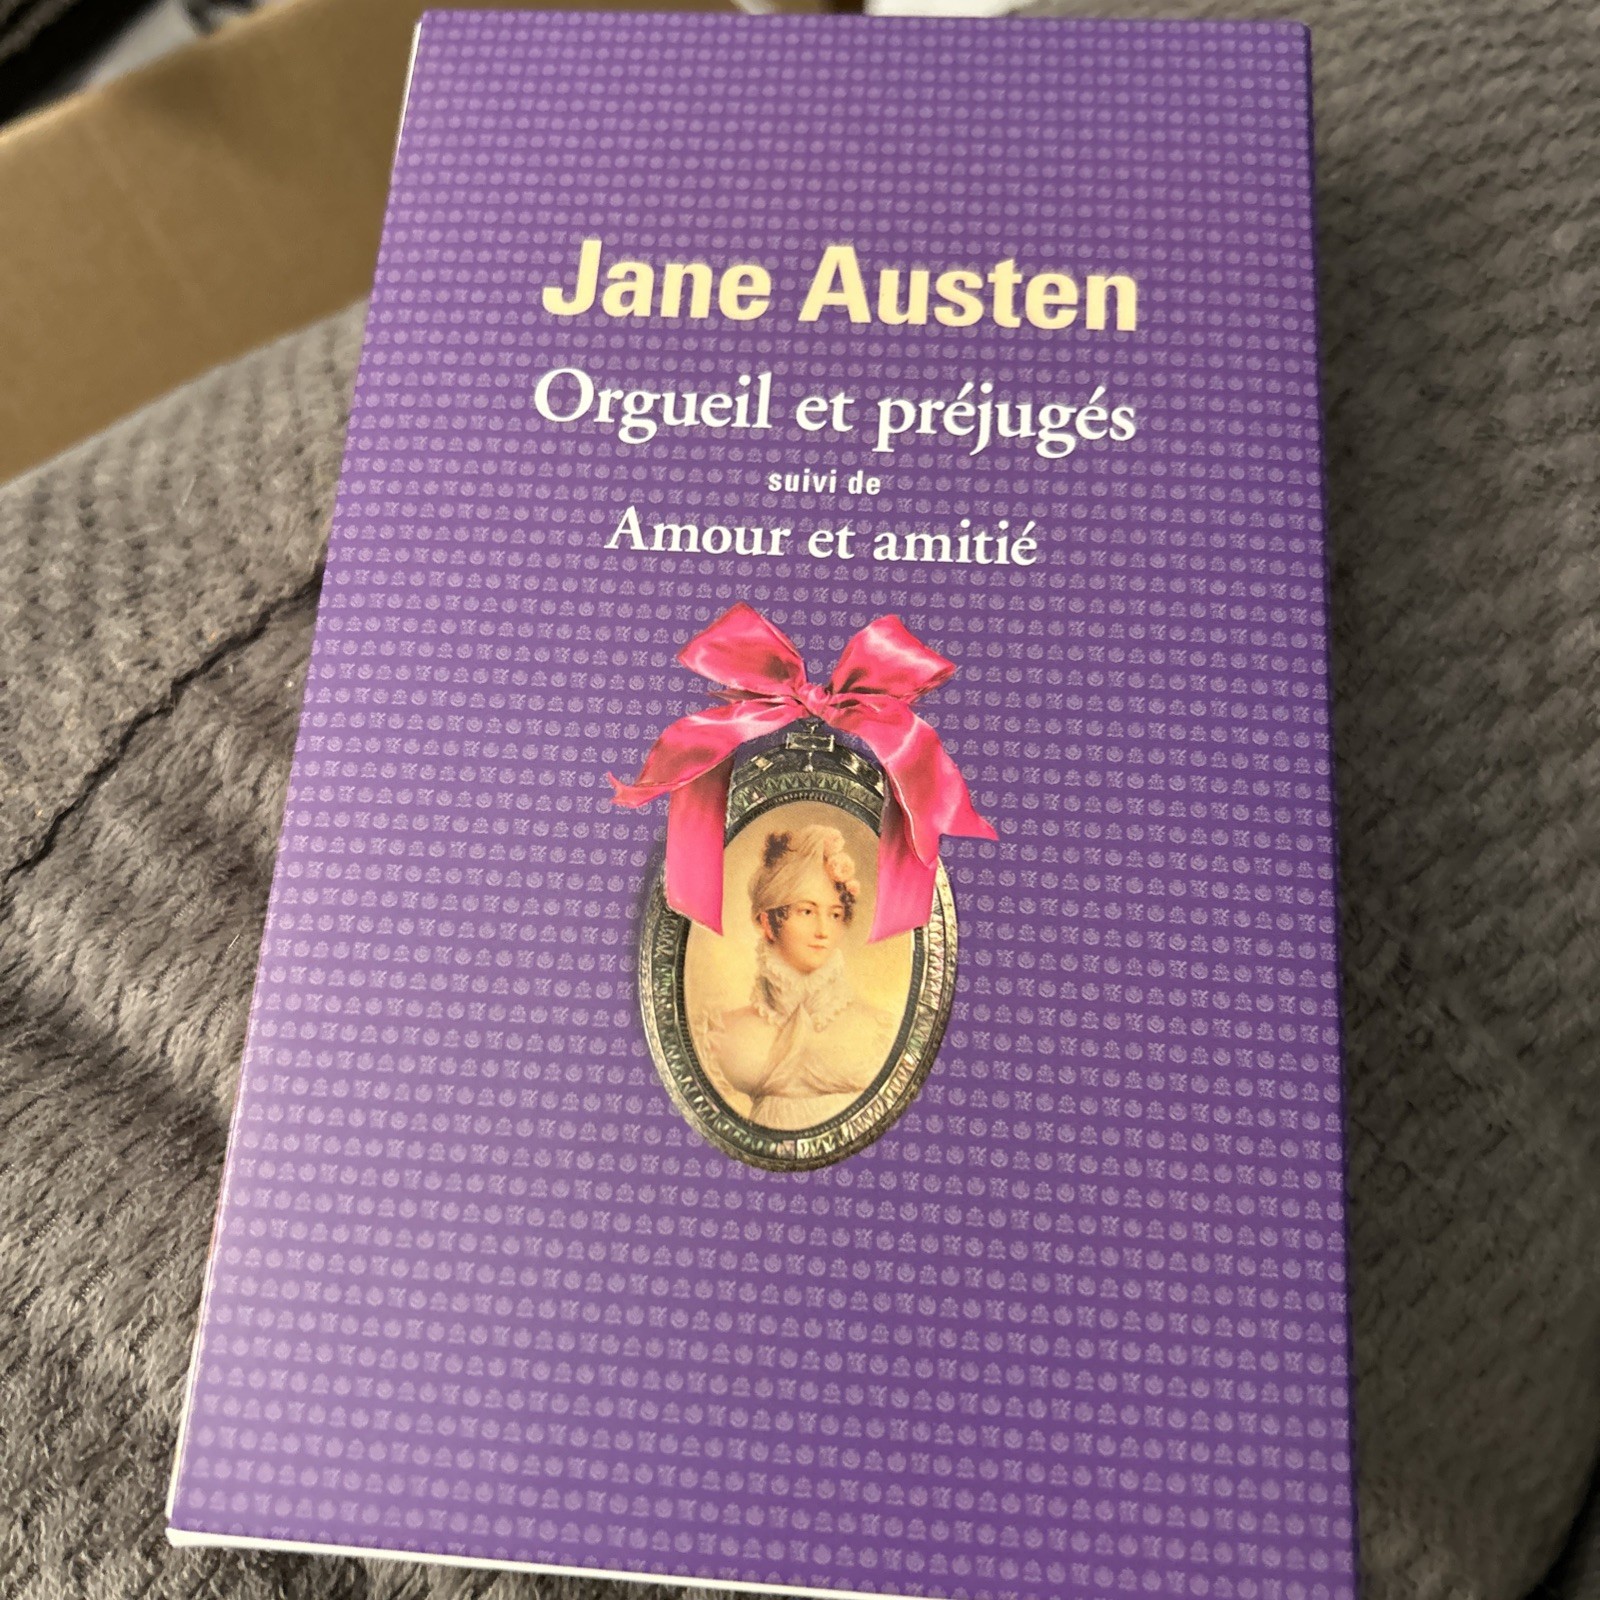 Jane Austen
Orgueil et préjugés
suivi de
Amour et amitié